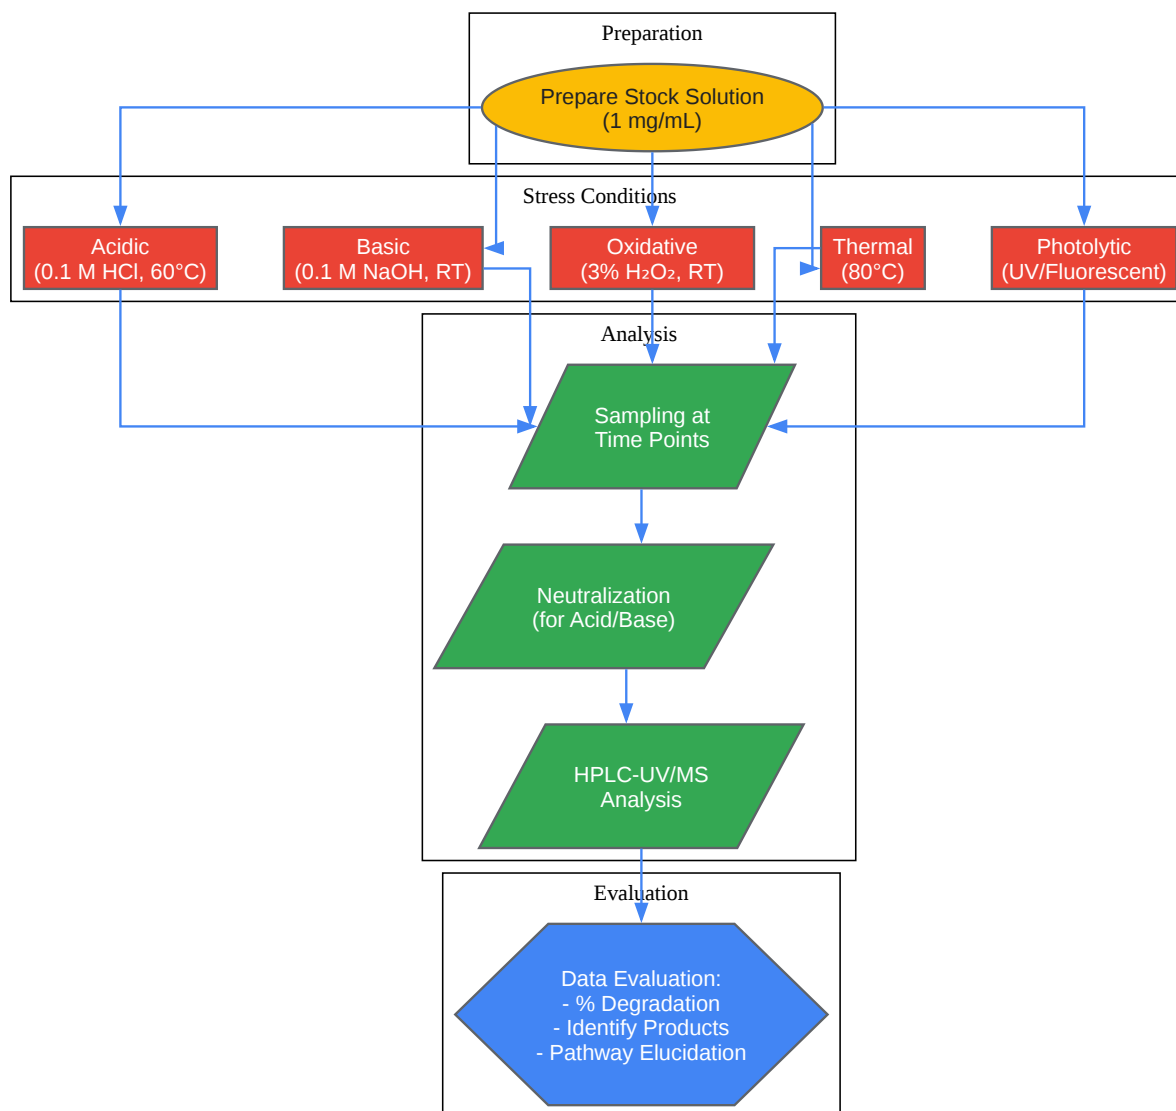 Preparation
Prepare Stock Solution
(1 mg/mL)
Stress Conditions
Acidic
(0.1 M HCl, 60°C)
Basic
(0.1 M NaOH, RT)
Oxidative
(3% H₂O₂, RT)
Thermal
(80°C)
Photolytic
(UV/Fluorescent)
Analysis
Sampling at
Time Points
Neutralization
(for Acid/Base)
HPLC-UV/MS
Analysis
Evaluation
Data Evaluation:
- % Degradation
- Identify Products
- Pathway Elucidation